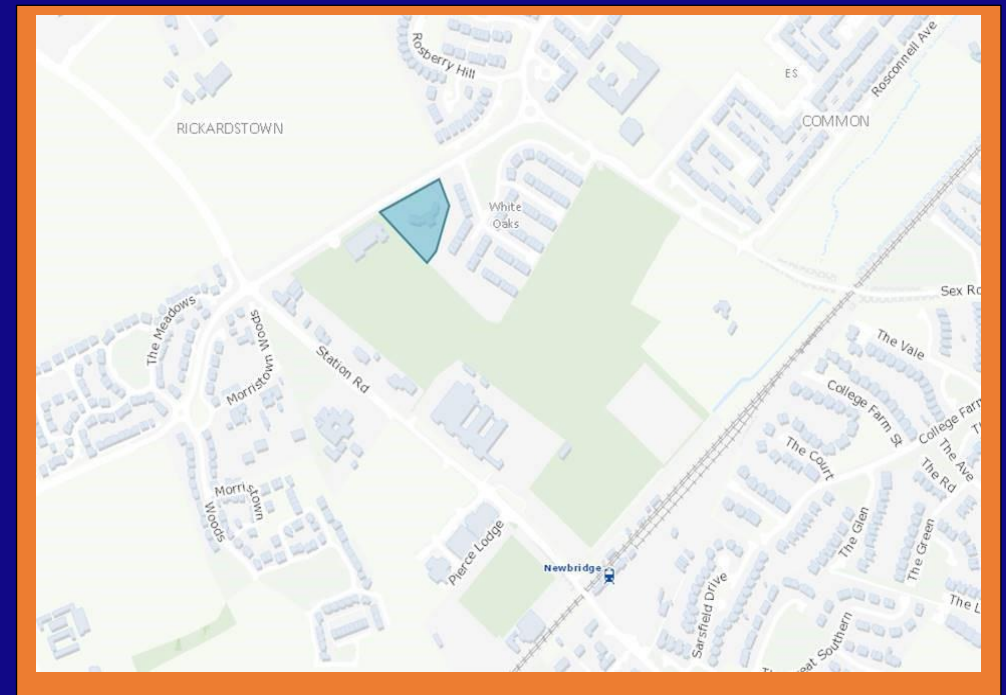 Rosberry Hill
ES
Rosconnell Ave
RICKARDSTOWN
COMMON
White
Oaks
Sex Ro
The Meadows
Morristown Woods
Station Rd
The Vale
College Farm St
College Farm
The Court
The Ave
The Rd
Morristown
Woods
The Glen
The Green
Pierce Lodge
Newbridge
Sarsfield Drive
The L
Great Southern